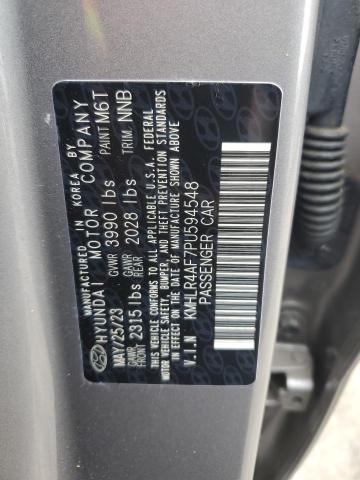 MANUFACTURED IN KOREA BY
HYUNDAI MOTOR COMPANY
MAY/25/23 GVWR 3990 lbs PAINT M6T
GAWR FRONT 2315 lbs GAWR REAR 2028 lbs TRIM NNB
THIS VEHICLE CONFORMS TO ALL APPLICABLE U.S. FEDERAL
MOTOR VEHICLE SAFETY, BUMPER, AND THEFT PREVENTION
STANDARDS IN EFFECT ON THE DATE OF MANUFACTURE SHOWN ABOVE
V.I.N KMHLR4AF7PU594548
PASSENGER CAR